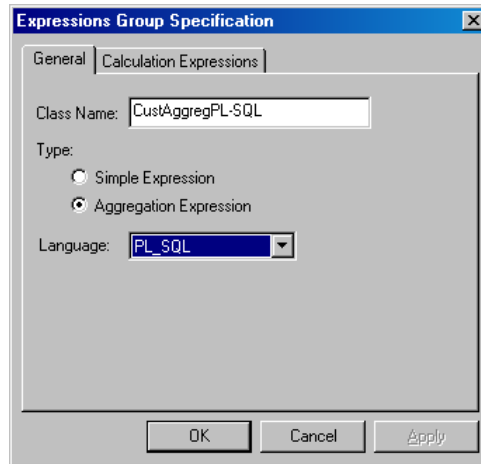 Expressions Group Specification
General Calculation Expressions
Class Name: CustAggregPL-SQL
Type:
Simple Expression
Aggregation Expression
Language: PL_SQL
OK Cancel Apply